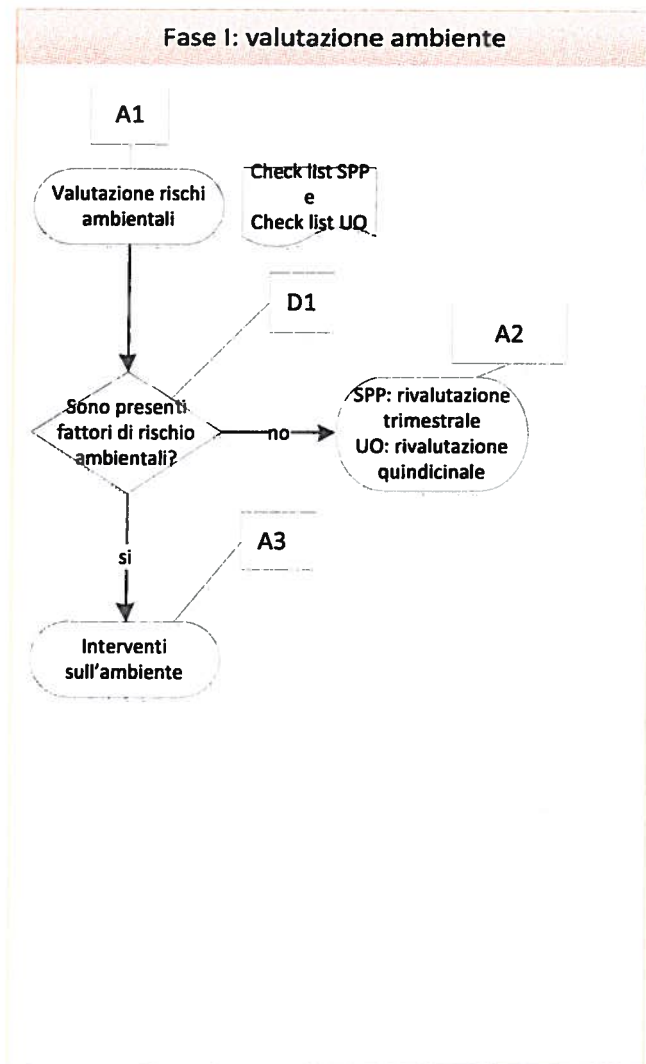 Fase I: valutazione ambiente
A1
Valutazione rischi
ambientali
Check list SPP
e
Check list UO
D1
A2
Sono presenti
fattori di rischio
ambientali?
no
SPP: rivalutazione
trimestrale
UO: rivalutazione
quindicinale
si
A3
Interventi
sull'ambiente